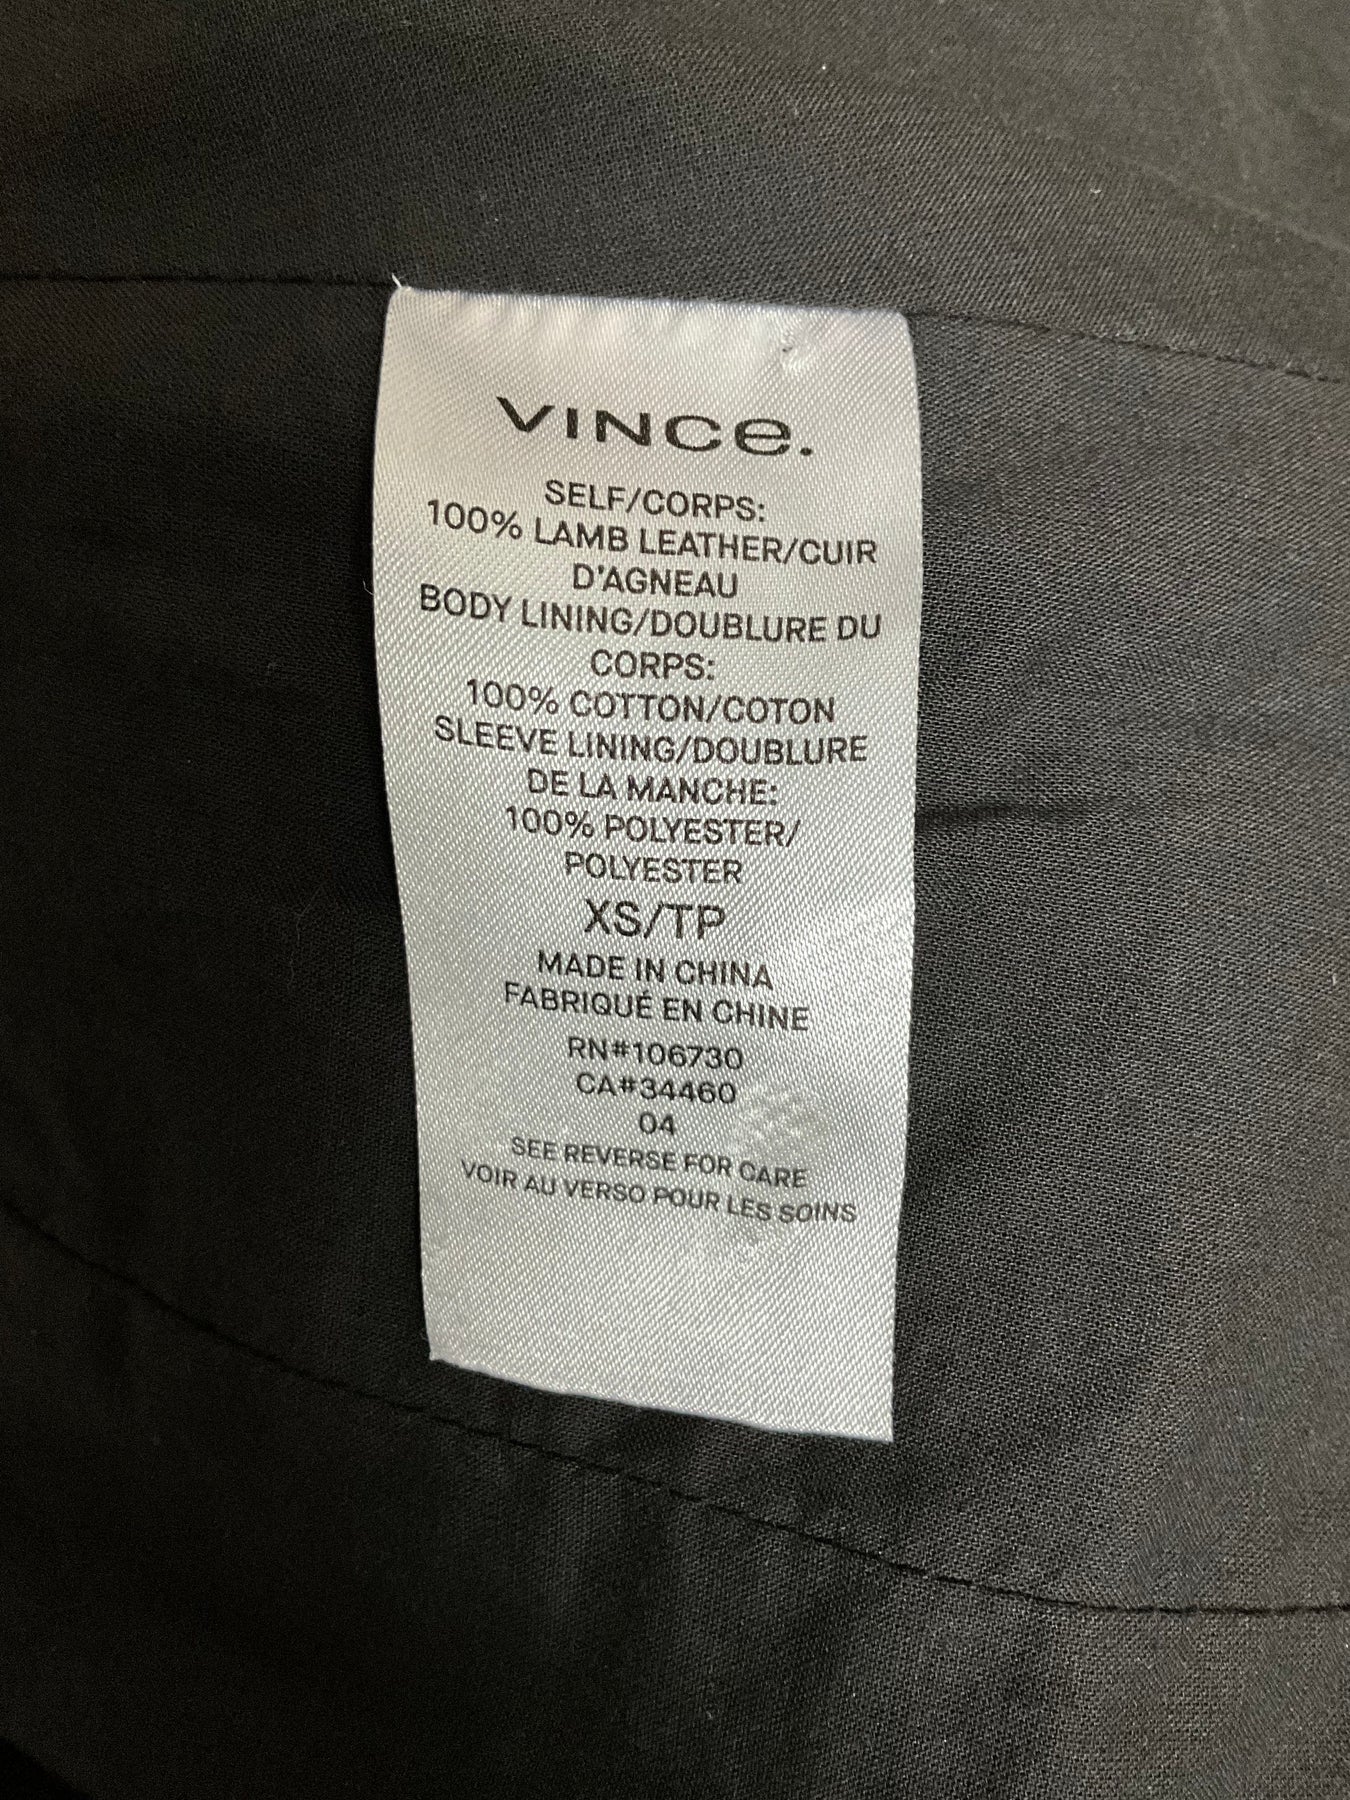 VINCE.
SELF/CORPS:
100% LAMB LEATHER/CUIR
D'AGNEAU
BODY LINING/DOUBLURE DU
CORPS:
100% COTTON/COTON
SLEEVE LINING/DOUBLURE
DE LA MANCHE:
100% POLYESTER/
POLYESTER
XS/TP
MADE IN CHINA
FABRIQUÉ EN CHINE
RN#106730
CA#34460
04
SEE REVERSE FOR CARE
VOIR AU VERSO POUR LES SOINS